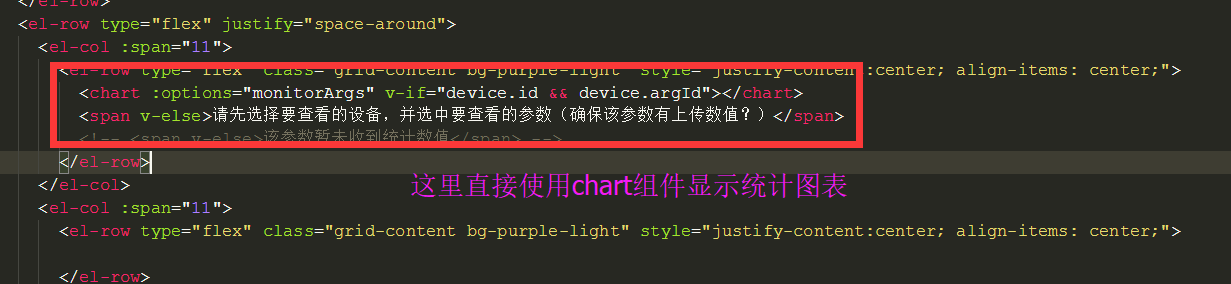 </el-row>
<el-row type="flex" justify="space-around">
<el-col :span="11">
<el-row type="flex" class="grid-content bg-purple-light" style="justify-content:center; align-items: center;">
<chart :options="monitorArgs" v-if="device.id && device.argId"></chart>
<span v-else>请先选择要查看的设备，并选中要查看的参数（确保该参数有上传数值？）</span>
<!-- <span v-else>该参数暂未收到统计数值</span> -->
</el-row>
</el-col>
这里直接使用chart组件显示统计图表
<el-col :span="11">
<el-row type="flex" class="grid-content bg-purple-light" style="justify-content:center; align-items: center;">
</el-row>